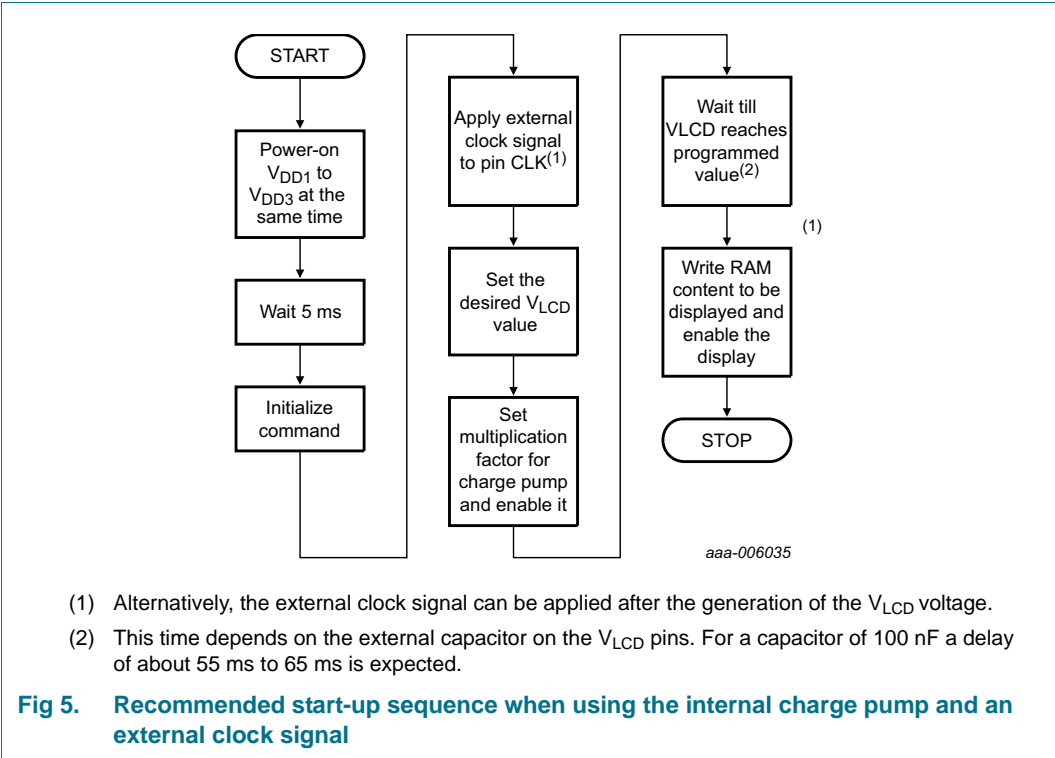 START
Power-on
VDD1 to
VDD3 at the
same time
Wait 5 ms
Initialize
command
Apply external
clock signal
to pin CLK(1)
Set the
desired VLCD
value
Set
multiplication
factor for
charge pump
and enable it
Wait till
VLCD reaches
programmed
value(2)
(1)
Write RAM
content to be
displayed and
enable the
display
STOP
aaa-006035
(1) Alternatively, the external clock signal can be applied after the generation of the VLCD voltage.
(2) This time depends on the external capacitor on the VLCD pins. For a capacitor of 100 nF a delay
of about 55 ms to 65 ms is expected.
Fig 5. Recommended start-up sequence when using the internal charge pump and an
external clock signal